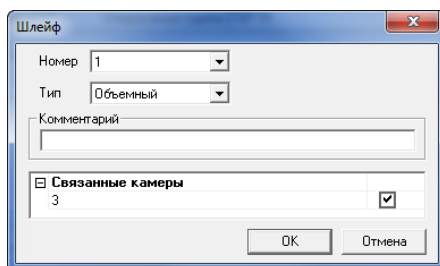 Шлейф
Номер 1
Тип Объемный
Комментарий
Связанные камеры
3
OK Отмена